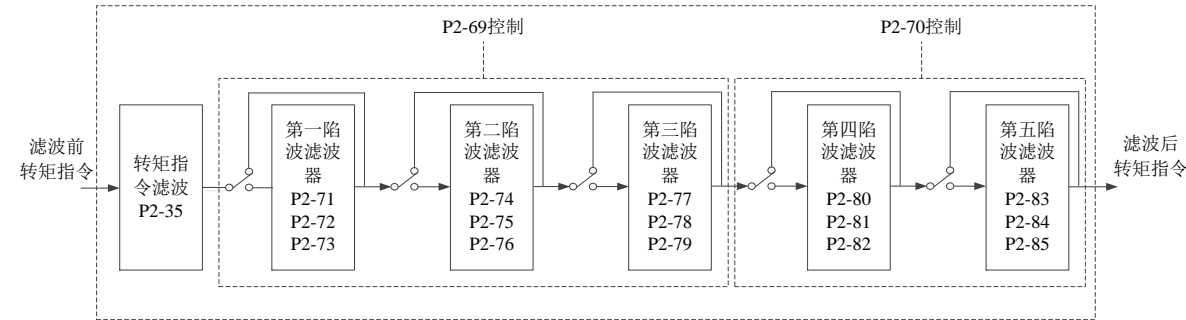 P2-69控制
P2-70控制
滤波前
转矩指令
转矩指
令滤波
P2-35
第一陷
波滤波
器
P2-71
P2-72
P2-73
第二陷
波滤波
器
P2-74
P2-75
P2-76
第三陷
波滤波
器
P2-77
P2-78
P2-79
第四陷
波滤波
器
P2-80
P2-81
P2-82
第五陷
波滤波
器
P2-83
P2-84
P2-85
滤波后
转矩指令